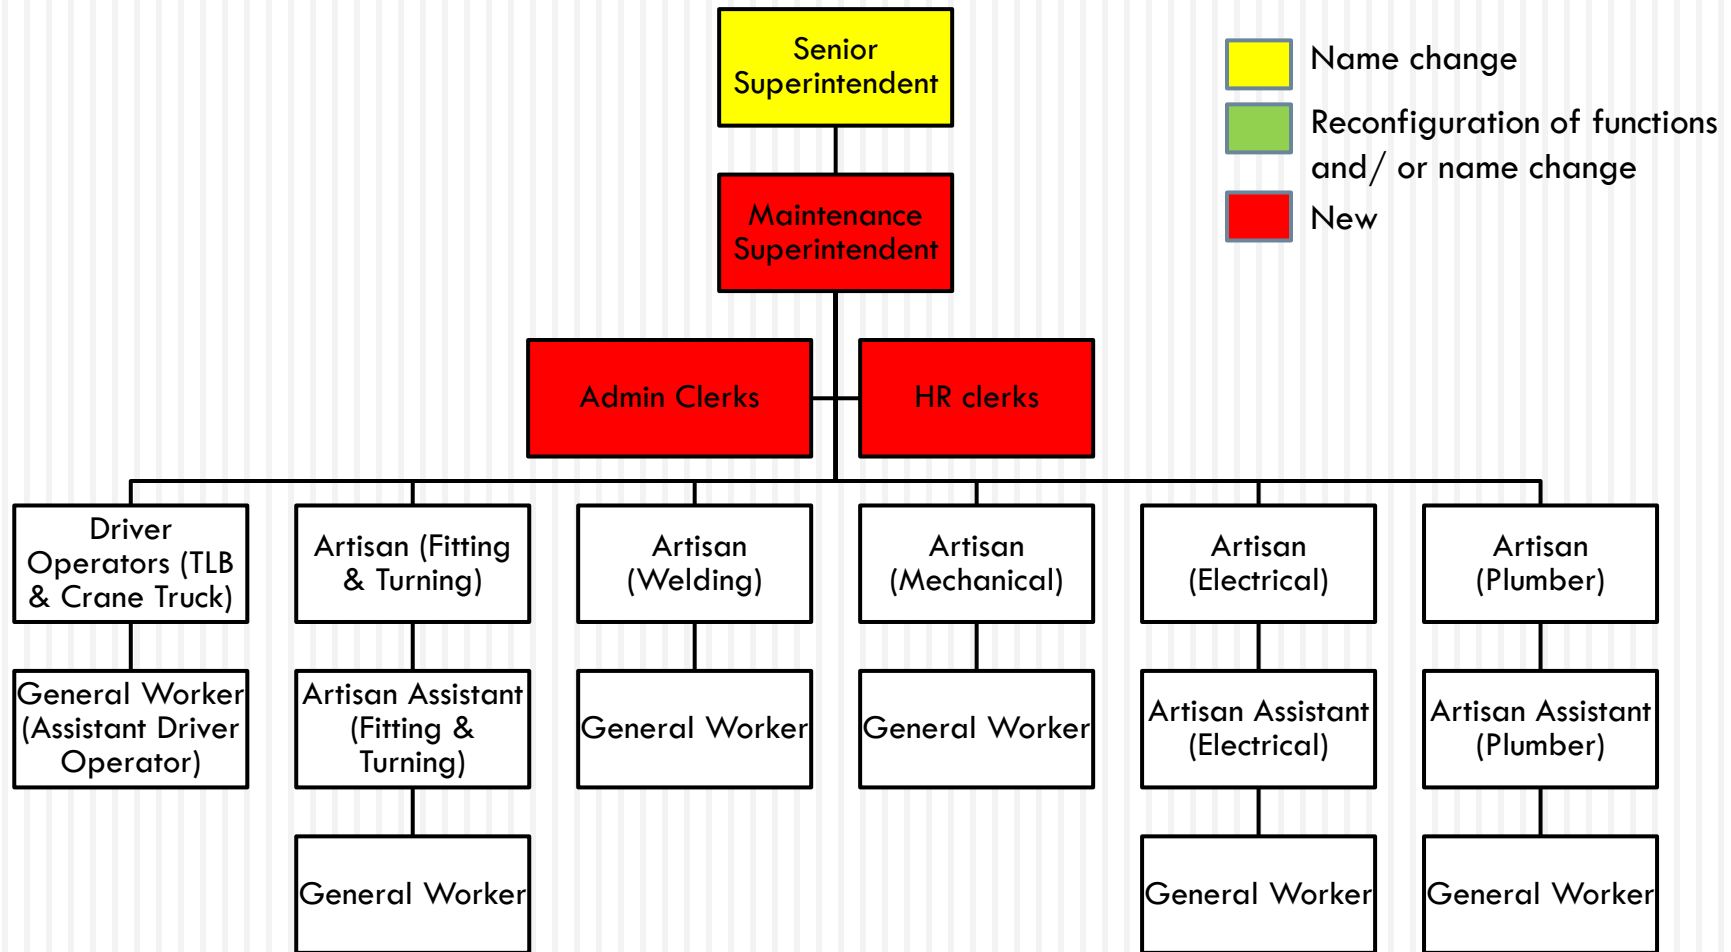 Senior
Superintendent
Name change
Reconfiguration of functions
and/ or name change
New
Maintenance
Superintendent
Admin Clerks
HR clerks
Driver
Operators (TLB
& Crane Truck)
Artisan (Fitting
& Turning)
Artisan
(Welding)
Artisan
(Mechanical)
Artisan
(Electrical)
Artisan
(Plumber)
General Worker
(Assistant Driver
Operator)
Artisan Assistant
(Fitting &
Turning)
General Worker
General Worker
Artisan Assistant
(Electrical)
Artisan Assistant
(Plumber)
General Worker
General Worker
General Worker